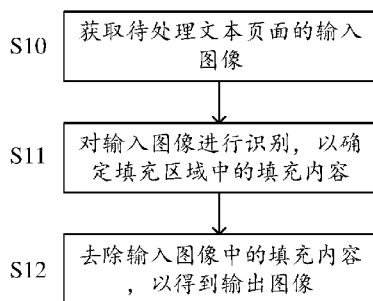 S10
获取待处理文本页面的输入
图像
S11
对输入图像进行识别，以确
定填充区域中的填充内容
S12
去除输入图像中的填充内容
，以得到输出图像